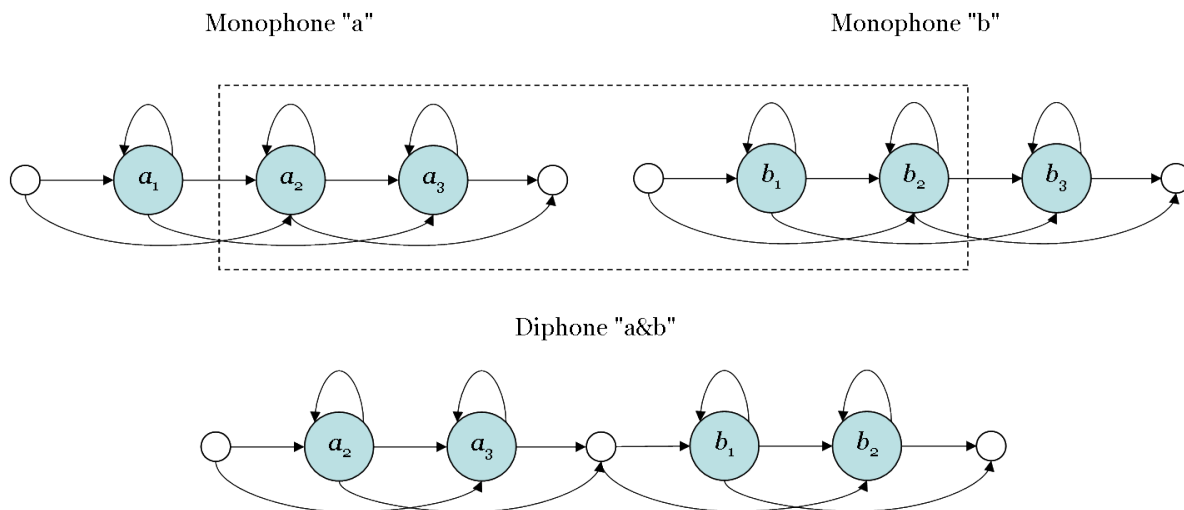 Monophone "a" Monophone "b"
a₁ a₂ a₃ b₁ b₂ b₃
Diphone "a&b"
a₂ a₃ b₁ b₂